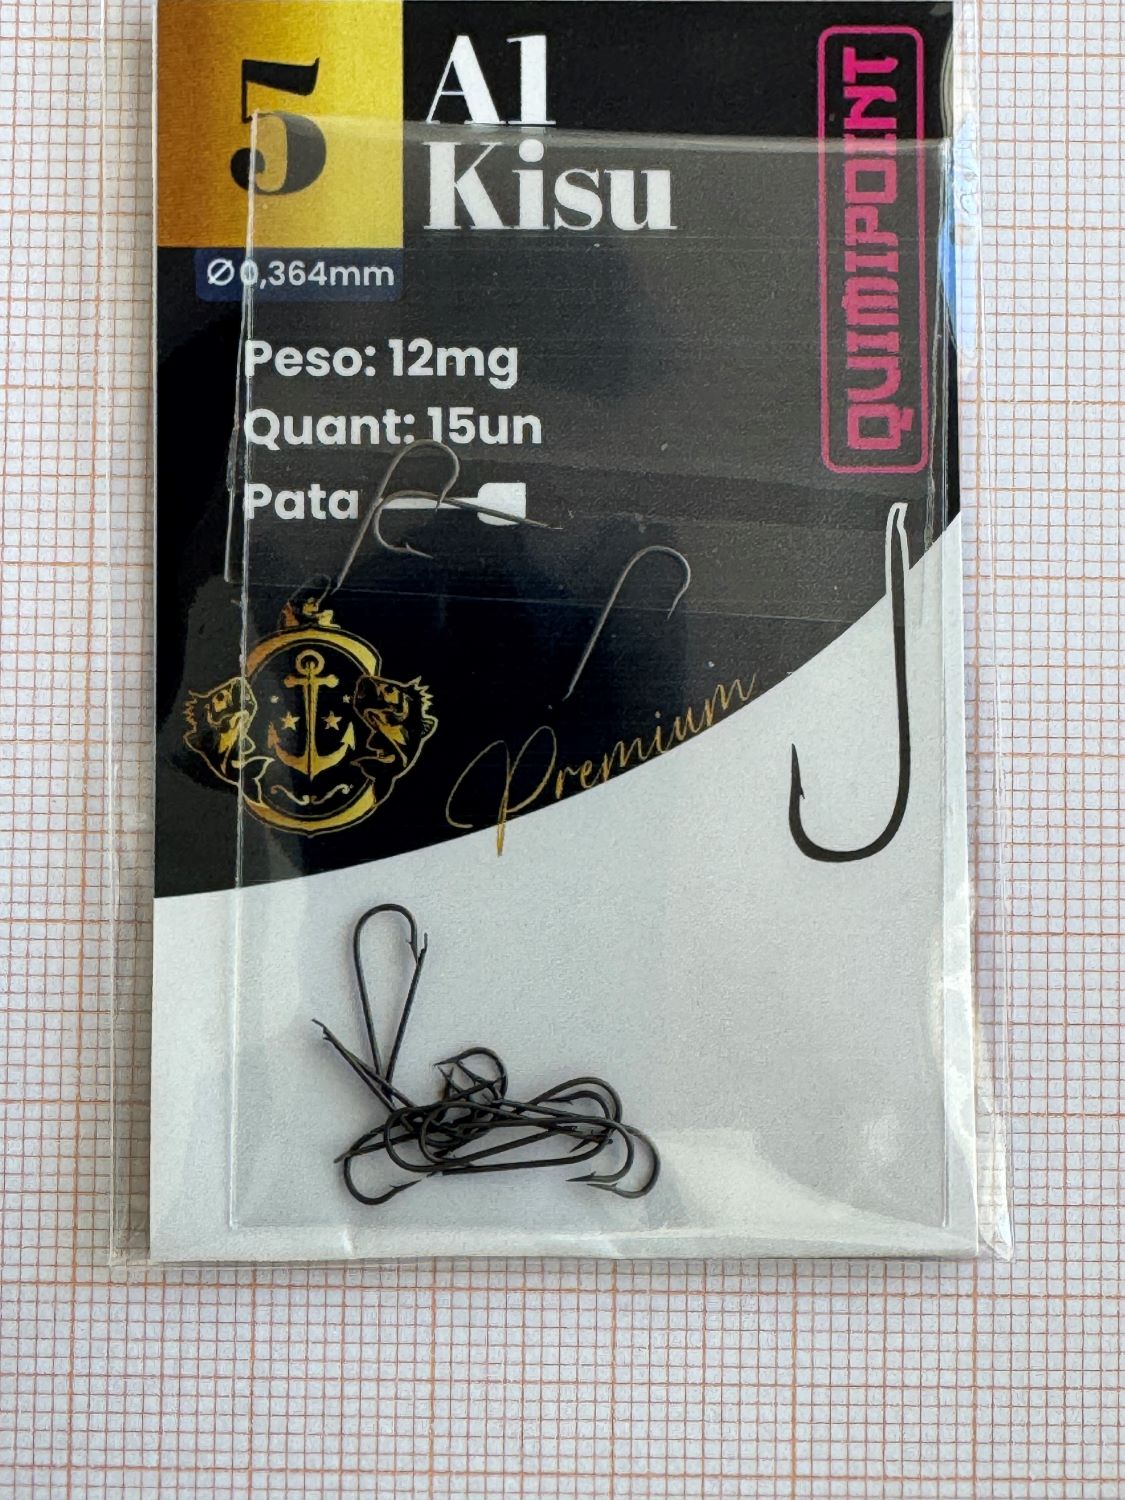 5
A1
Kisu
QUIMIPOINT
Ø0,364mm
Peso: 12mg
Quant: 15un
Pata
Premium